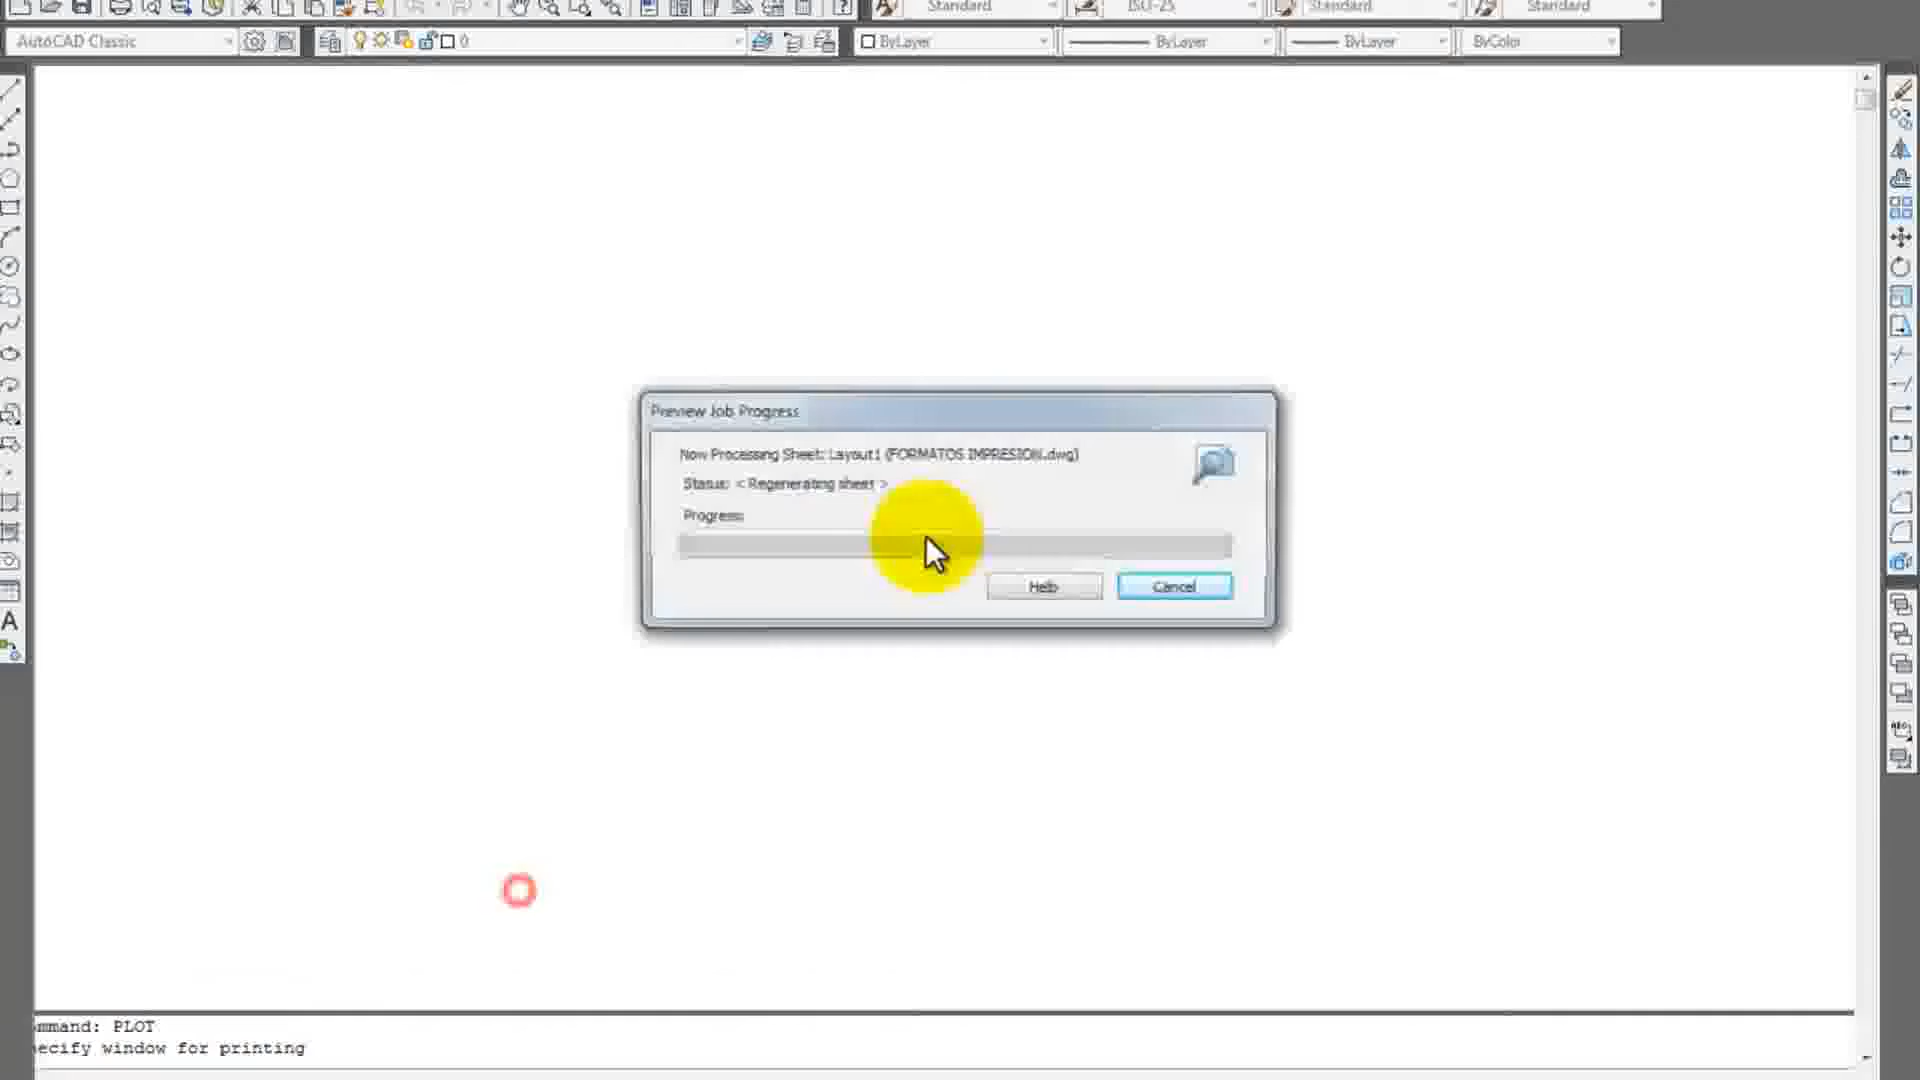 Standard ISO-25 Standard Standard
AutoCAD Classic 0 ByLayer ByLayer ByLayer ByColor
Preview Job Progress
Now Processing Sheet: Layout1 (FORMATOS IMPRESION.dwg)
Status: < Regenerating sheet >
Progress:
Help Cancel
A
ommand: PLOT
ecify window for printing